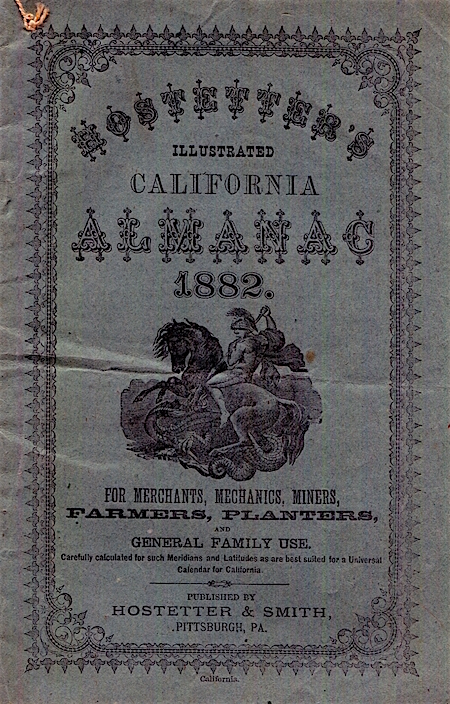 HOSTETTER'S
ILLUSTRATED
CALIFORNIA
ALMANAC
1882.
FOR MERCHANTS, MECHANICS, MINERS,
FARMERS, PLANTERS,
AND
GENERAL FAMILY USE.
Carefully calculated for such Meridians and Latitudes as are best suited for a Universal
Calendar for California.
PUBLISHED BY
HOSTETTER & SMITH,
PITTSBURGH, PA.
California.